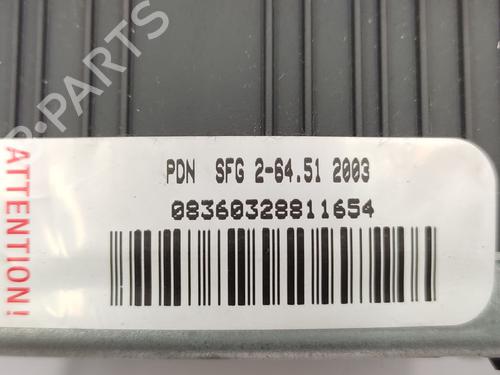 PDN SFG 2-64.51 2003
08360328811654
ATTENTION!
B-PARTS